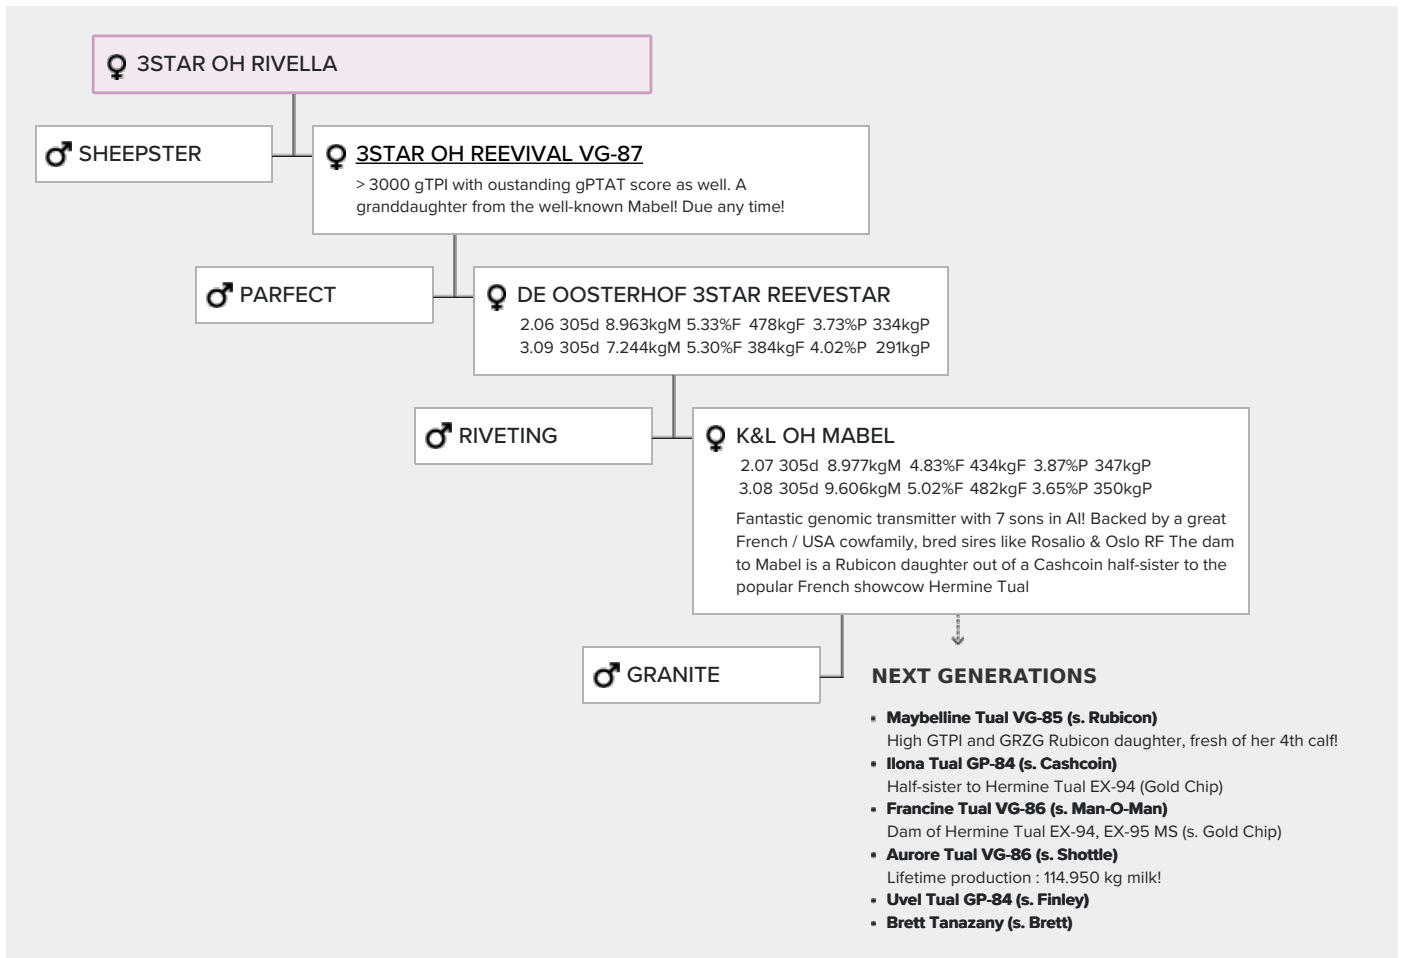 3STAR OH RIVELLA
SHEEPSTER
3STAR OH REEVIVAL VG-87
> 3000 gTPI with oustanding gPTAT score as well. A
granddaughter from the well-known Mabel! Due any time!
PARFECT
DE OOSTERHOF 3STAR REEVESTAR
2.06 305d 8.963kgM 5.33%F 478kgF 3.73%P 334kgP
3.09 305d 7.244kgM 5.30%F 384kgF 4.02%P 291kgP
RIVETING
K&L OH MABEL
2.07 305d 8.977kgM 4.83%F 434kgF 3.87%P 347kgP
3.08 305d 9.606kgM 5.02%F 482kgF 3.65%P 350kgP
Fantastic genomic transmitter with 7 sons in AI! Backed by a great
French / USA cowfamily, bred sires like Rosalio & Oslo RF The dam
to Mabel is a Rubicon daughter out of a Cashcoin half-sister to the
popular French showcow Hermine Tual
GRANITE
NEXT GENERATIONS
Maybelline Tual VG-85 (s. Rubicon)
High GTPI and GRZG Rubicon daughter, fresh of her 4th calf!
Ilona Tual GP-84 (s. Cashcoin)
Half-sister to Hermine Tual EX-94 (Gold Chip)
Francine Tual VG-86 (s. Man-O-Man)
Dam of Hermine Tual EX-94, EX-95 MS (s. Gold Chip)
Aurore Tual VG-86 (s. Shottle)
Lifetime production : 114.950 kg milk!
Uvel Tual GP-84 (s. Finley)
Brett Tanazany (s. Brett)